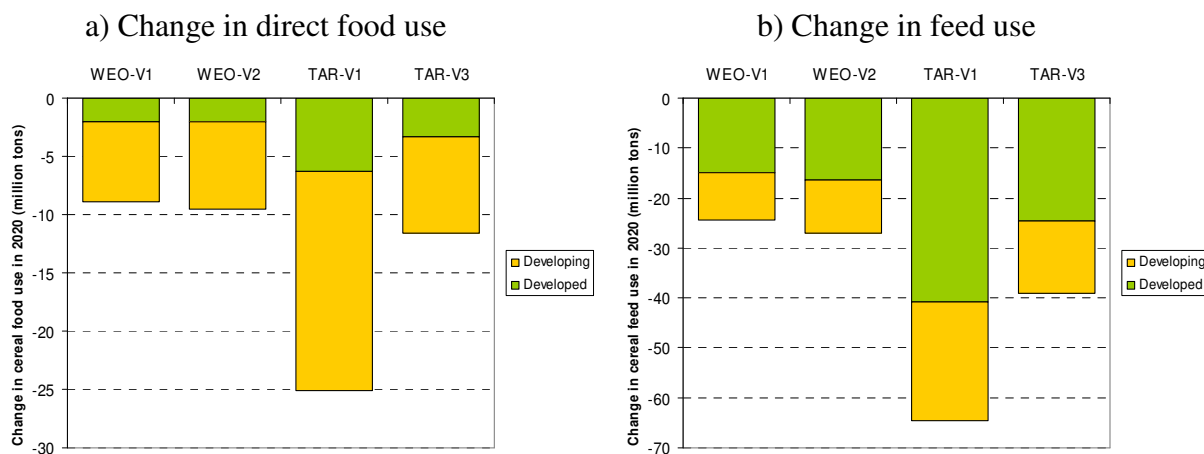 a) Change in direct food use
WEO-V1 WEO-V2 TAR-V1 TAR-V3
0
-5
-10
-15
-20
-25
-30
Change in cereal food use in 2020 (million tons)
Developing
Developed
b) Change in feed use
WEO-V1 WEO-V2 TAR-V1 TAR-V3
0
-10
-20
-30
-40
-50
-60
-70
Change in cereal feed use in 2020 (million tons)
Developing
Developed